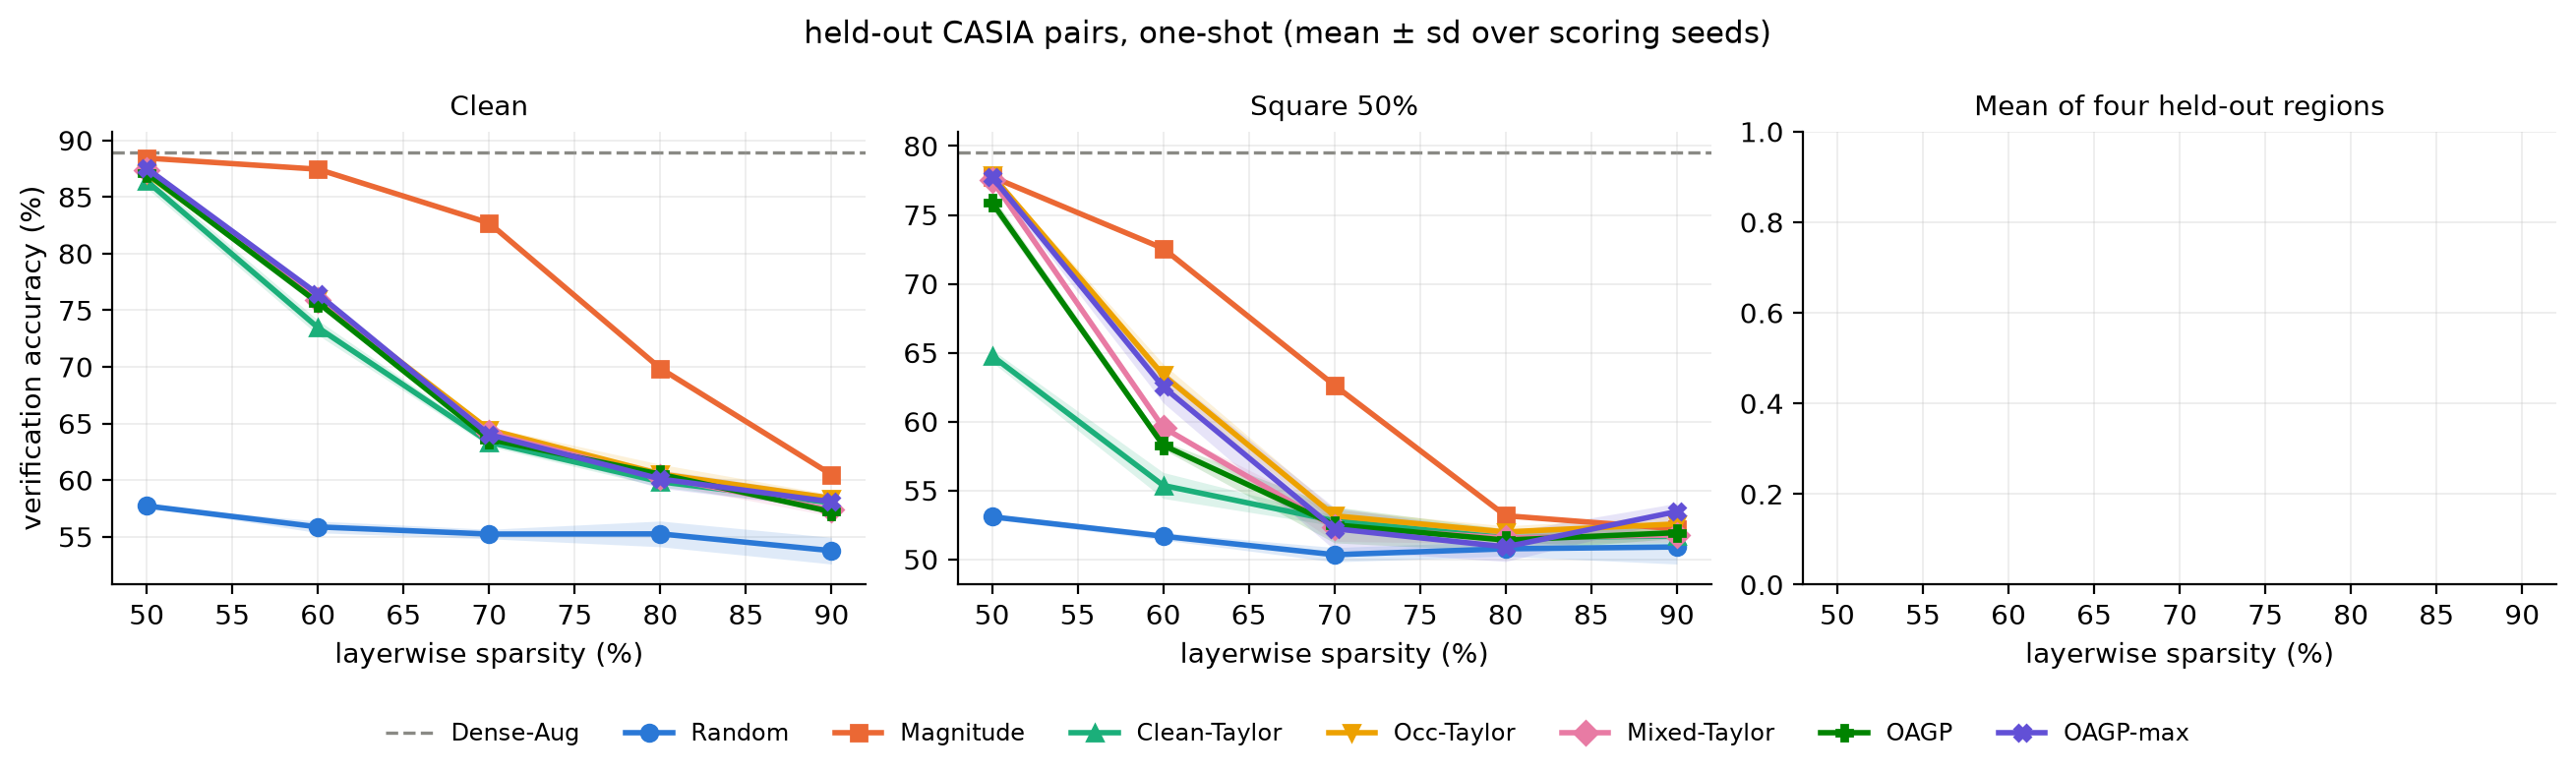 held-out CASIA pairs, one-shot (mean ± sd over scoring seeds)
Clean
verification accuracy (%)
90
85
80
75
70
65
60
55
50 55 60 65 70 75 80 85 90
layerwise sparsity (%)
Square 50%
80
75
70
65
60
55
50
50 55 60 65 70 75 80 85 90
layerwise sparsity (%)
Mean of four held-out regions
1.0
0.8
0.6
0.4
0.2
0.0
50 55 60 65 70 75 80 85 90
layerwise sparsity (%)
Dense-Aug Random Magnitude Clean-Taylor Occ-Taylor Mixed-Taylor OAGP OAGP-max